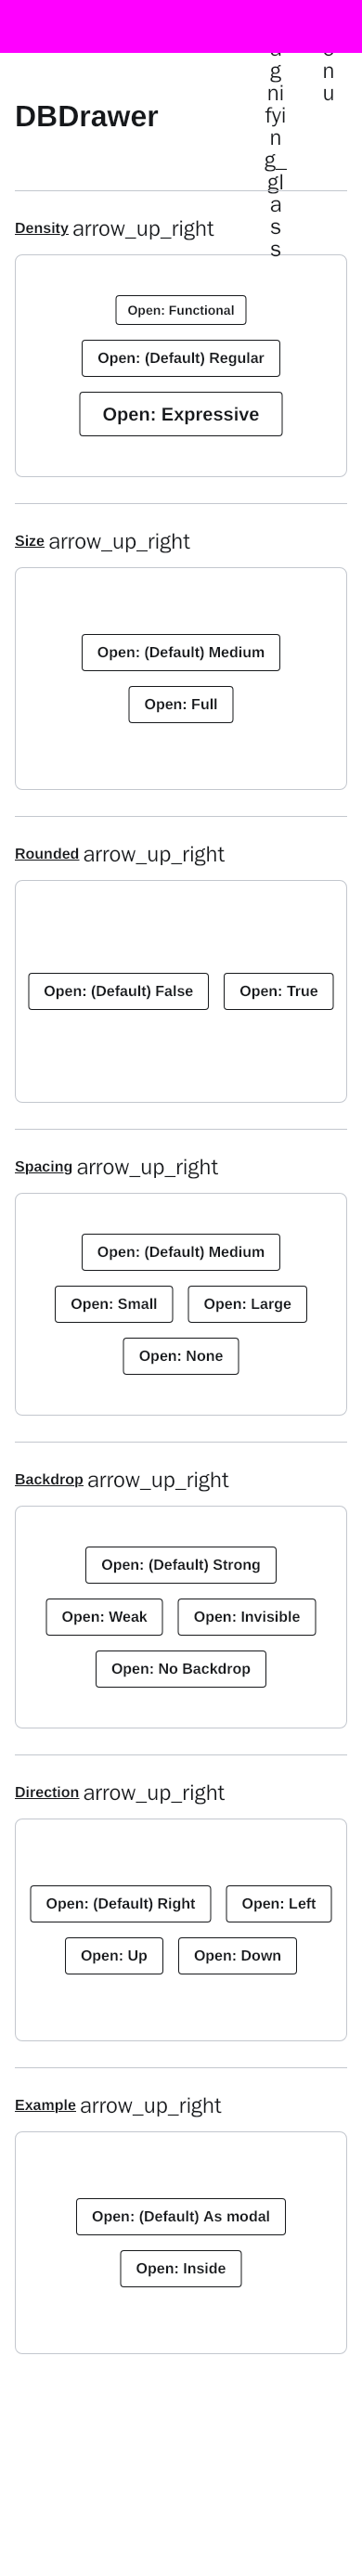 g
ni
fyi
n
g_
gl
a
s
s
n
u
DBDrawer
Density arrow_up_right
Open: Functional
Open: (Default) Regular
Open: Expressive
Size arrow_up_right
Open: (Default) Medium
Open: Full
Rounded arrow_up_right
Open: (Default) False
Open: True
Spacing arrow_up_right
Open: (Default) Medium
Open: Small
Open: Large
Open: None
Backdrop arrow_up_right
Open: (Default) Strong
Open: Weak
Open: Invisible
Open: No Backdrop
Direction arrow_up_right
Open: (Default) Right
Open: Left
Open: Up
Open: Down
Example arrow_up_right
Open: (Default) As modal
Open: Inside